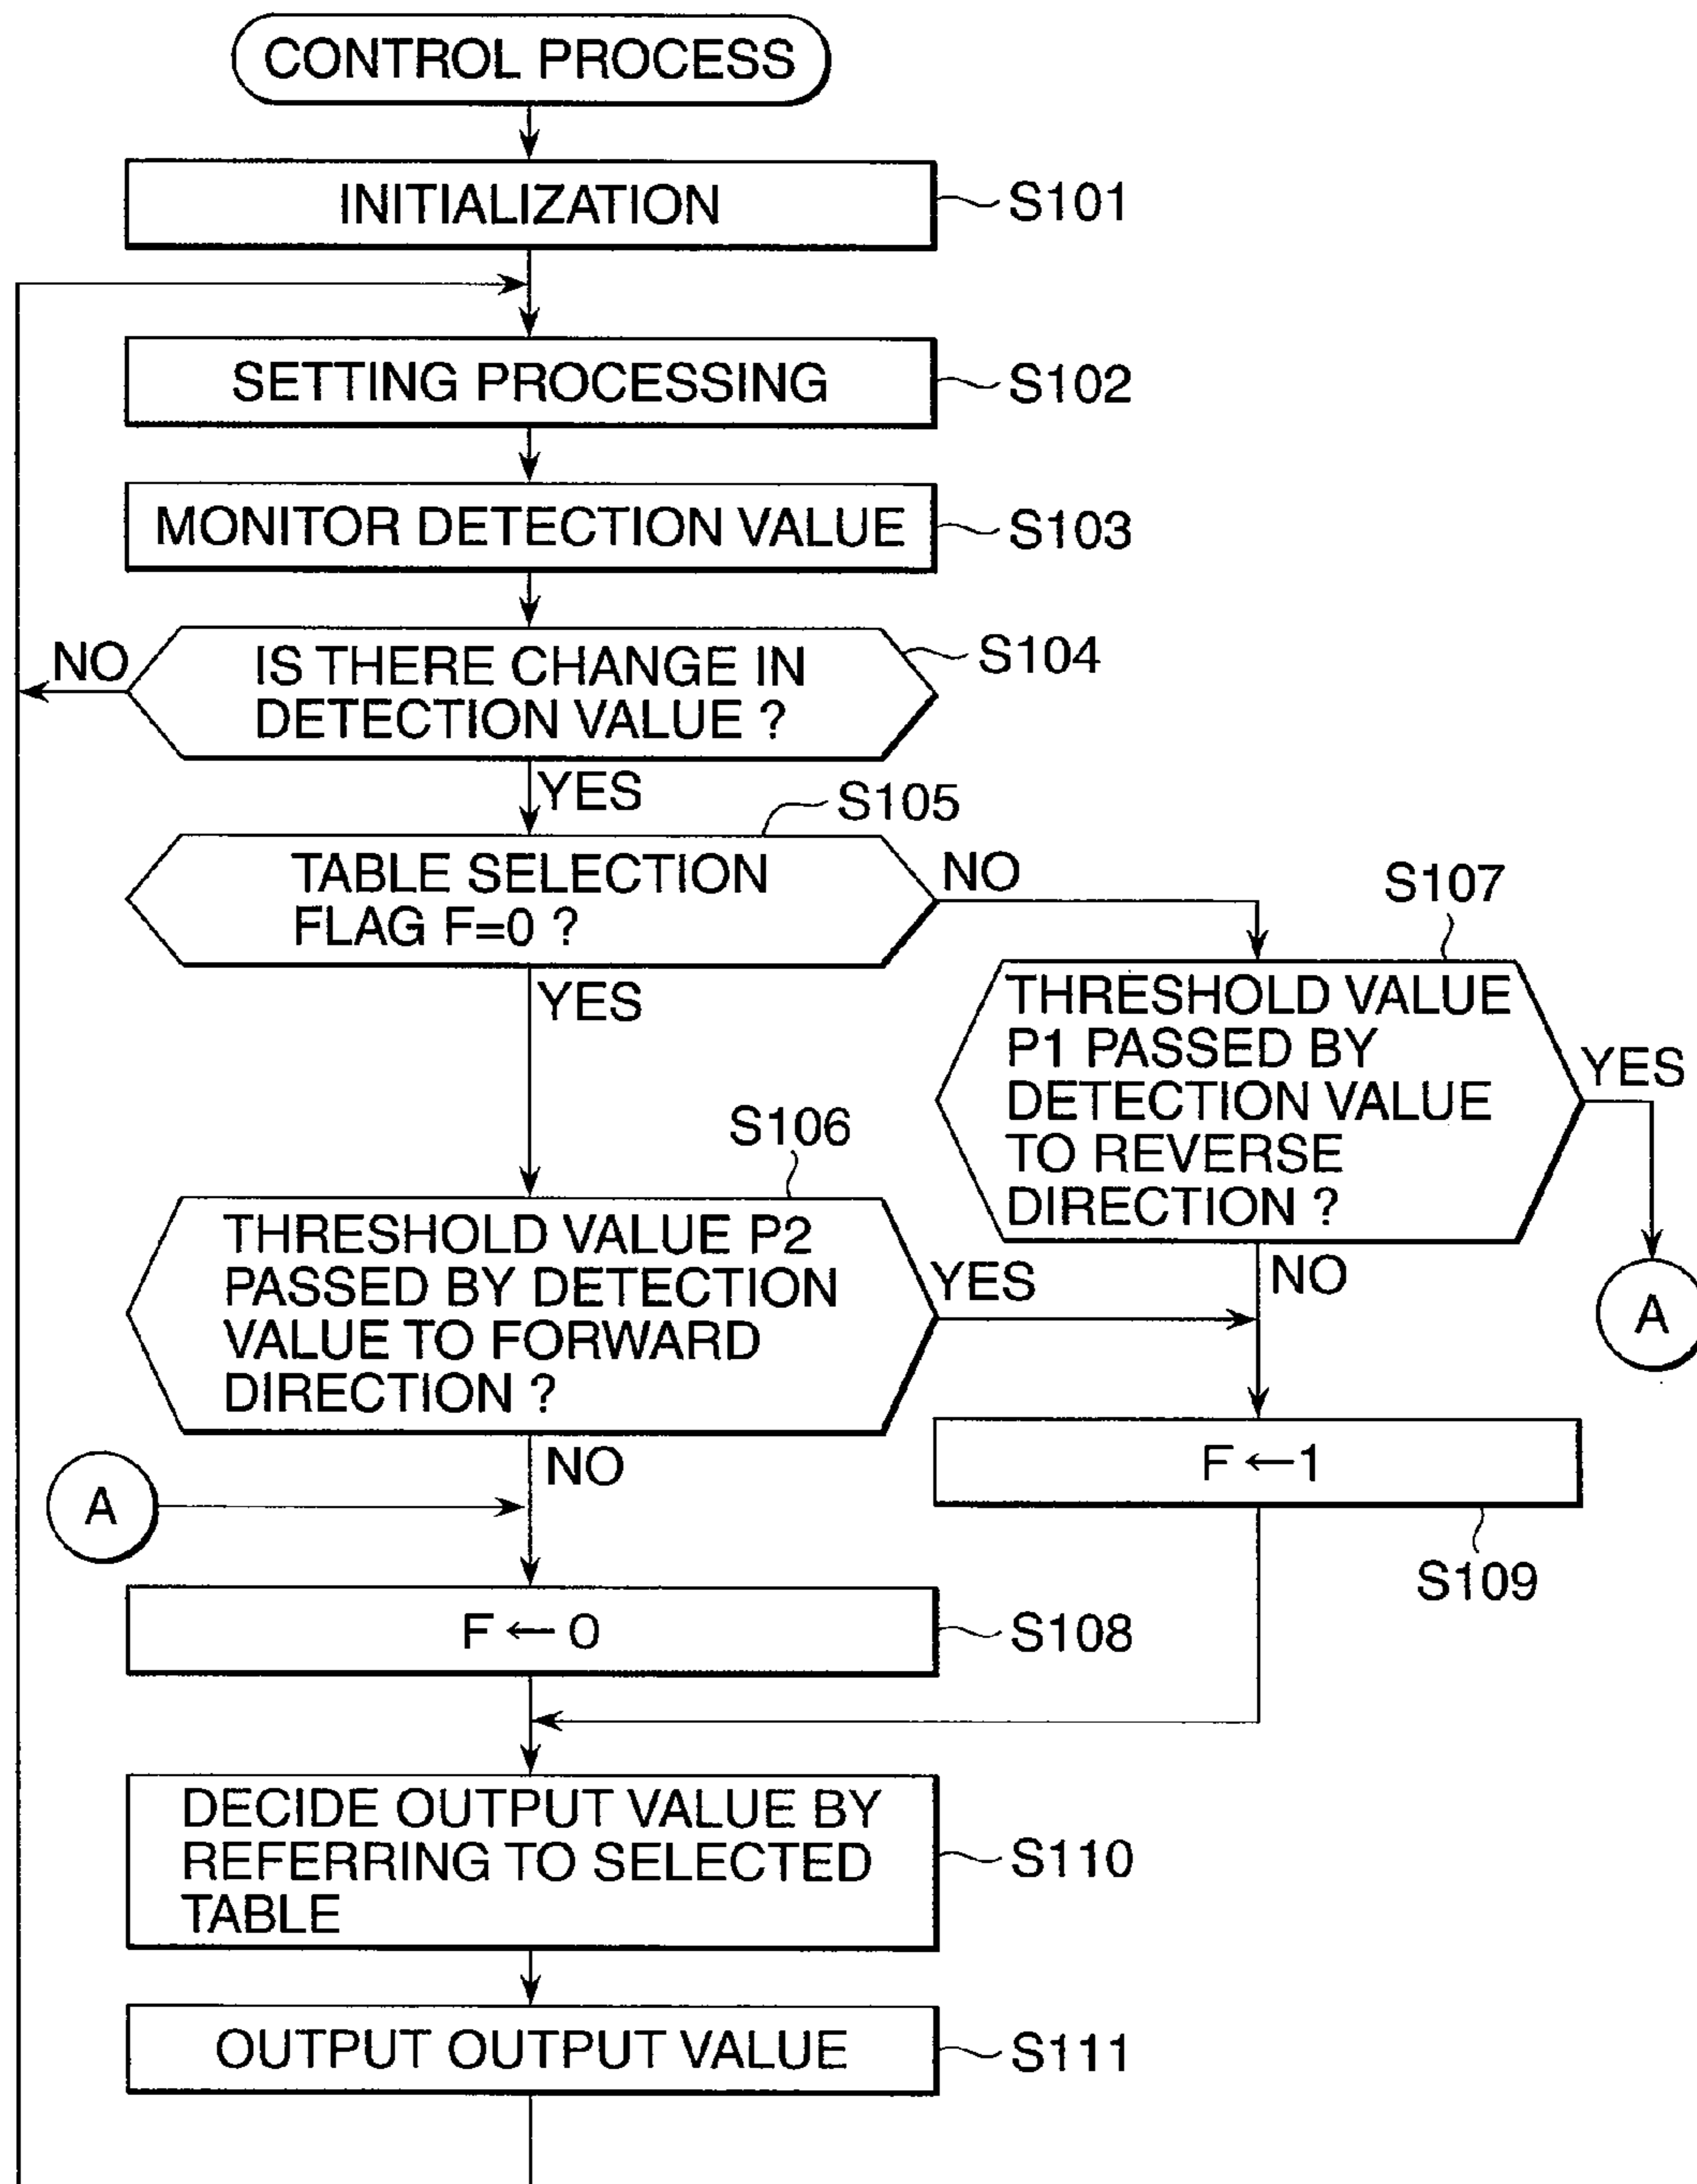 CONTROL PROCESS
INITIALIZATION
S101
SETTING PROCESSING
S102
MONITOR DETECTION VALUE
S103
NO
IS THERE CHANGE IN
DETECTION VALUE ?
S104
YES
S105
TABLE SELECTION
FLAG F=0 ?
NO
YES
S107
THRESHOLD VALUE
P1 PASSED BY
DETECTION VALUE
TO REVERSE
DIRECTION ?
YES
A
NO
S106
THRESHOLD VALUE P2
PASSED BY DETECTION
VALUE TO FORWARD
DIRECTION ?
YES
NO
F ← 1
S109
A
F ← 0
S108
DECIDE OUTPUT VALUE BY
REFERRING TO SELECTED
TABLE
S110
OUTPUT OUTPUT VALUE
S111